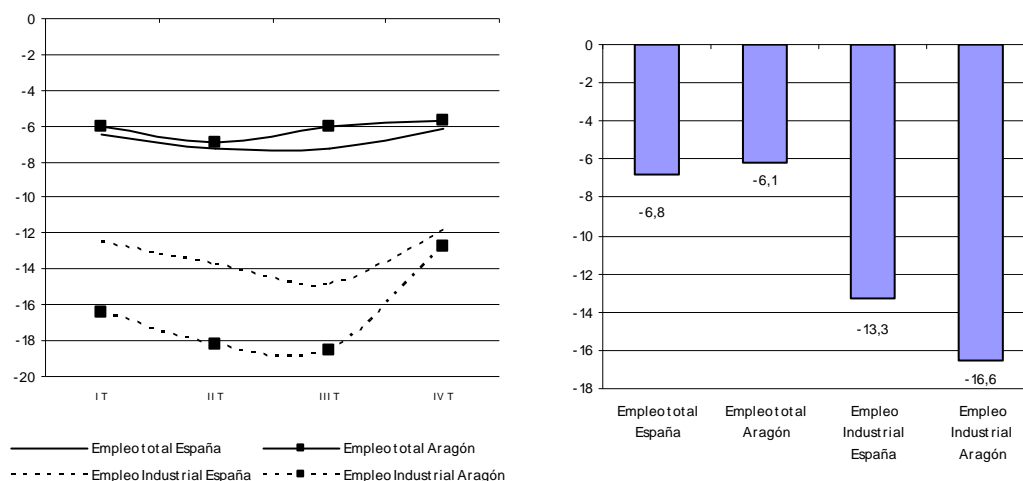 0
-2
-4
-6
-8
-10
-12
-14
-16
-18
-20
I T
II T
III T
IV T
Empleo total España
Empleo total Aragón
Empleo Industrial España
Empleo Industrial Aragón
0
-2
-4
-6
-8
-10
-12
-14
-16
-18
-6,8
-6,1
-13,3
-16,6
Empleo total
España
Empleo total
Aragón
Empleo
Industrial
España
Empleo
Industrial
Aragón